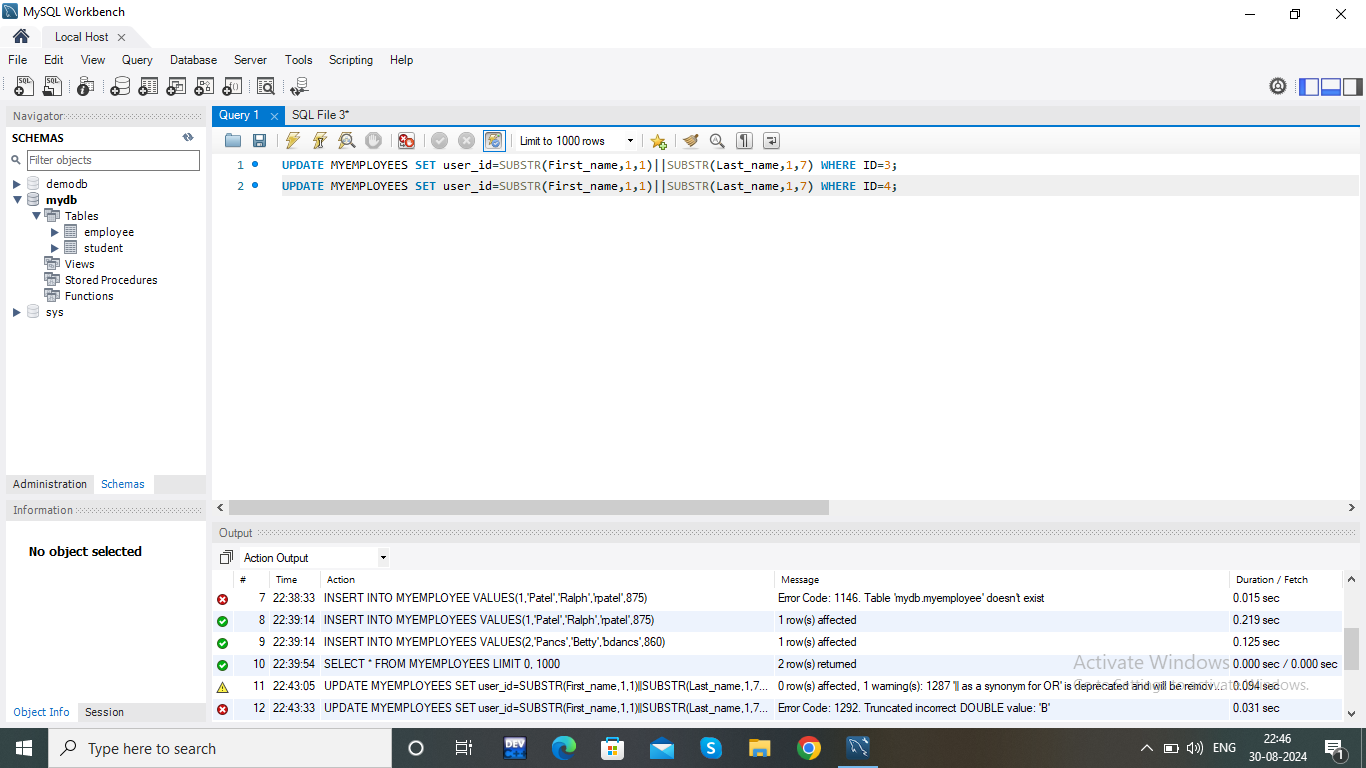 MySQL Workbench
Local Host
File Edit View Query Database Server Tools Scripting Help
Navigator
SCHEMAS
Filter objects
demodb
mydb
Tables
employee
student
Views
Stored Procedures
Functions
sys
Administration Schemas
Information
No object selected
Object Info Session
Query 1 SQL File 3*
Limit to 1000 rows
1 UPDATE MYEMPLOYEES SET user_id=SUBSTR(First_name,1,1)||SUBSTR(Last_name,1,7) WHERE ID=3;
2 UPDATE MYEMPLOYEES SET user_id=SUBSTR(First_name,1,1)||SUBSTR(Last_name,1,7) WHERE ID=4;
Output
Action Output
# Time Action Message Duration / Fetch
7 22:38:33 INSERT INTO MYEMPLOYEE VALUES(1,'Patel','Ralph','rpatel',875) Error Code: 1146. Table 'mydb.myemployee' doesn't exist 0.015 sec
8 22:39:14 INSERT INTO MYEMPLOYEES VALUES(1,'Patel','Ralph','rpatel',875) 1 row(s) affected 0.219 sec
9 22:39:14 INSERT INTO MYEMPLOYEES VALUES(2,'Pancs','Betty','bdancs',860) 1 row(s) affected 0.125 sec
10 22:39:54 SELECT * FROM MYEMPLOYEES LIMIT 0, 1000 2 row(s) returned 0.000 sec / 0.000 sec
11 22:43:05 UPDATE MYEMPLOYEES SET user_id=SUBSTR(First_name,1,1)||SUBSTR(Last_name,1,7... 0 row(s) affected, 1 warning(s): 1287 '|| as a synonym for OR' is deprecated and will be remov... 0.094 sec
12 22:43:33 UPDATE MYEMPLOYEES SET user_id=SUBSTR(First_name,1,1)||SUBSTR(Last_name,1,7... Error Code: 1292. Truncated incorrect DOUBLE value: 'B' 0.031 sec
Activate Windows
Go to Settings to activate Windows.
Type here to search
DEV
ENG
22:46
30-08-2024
1